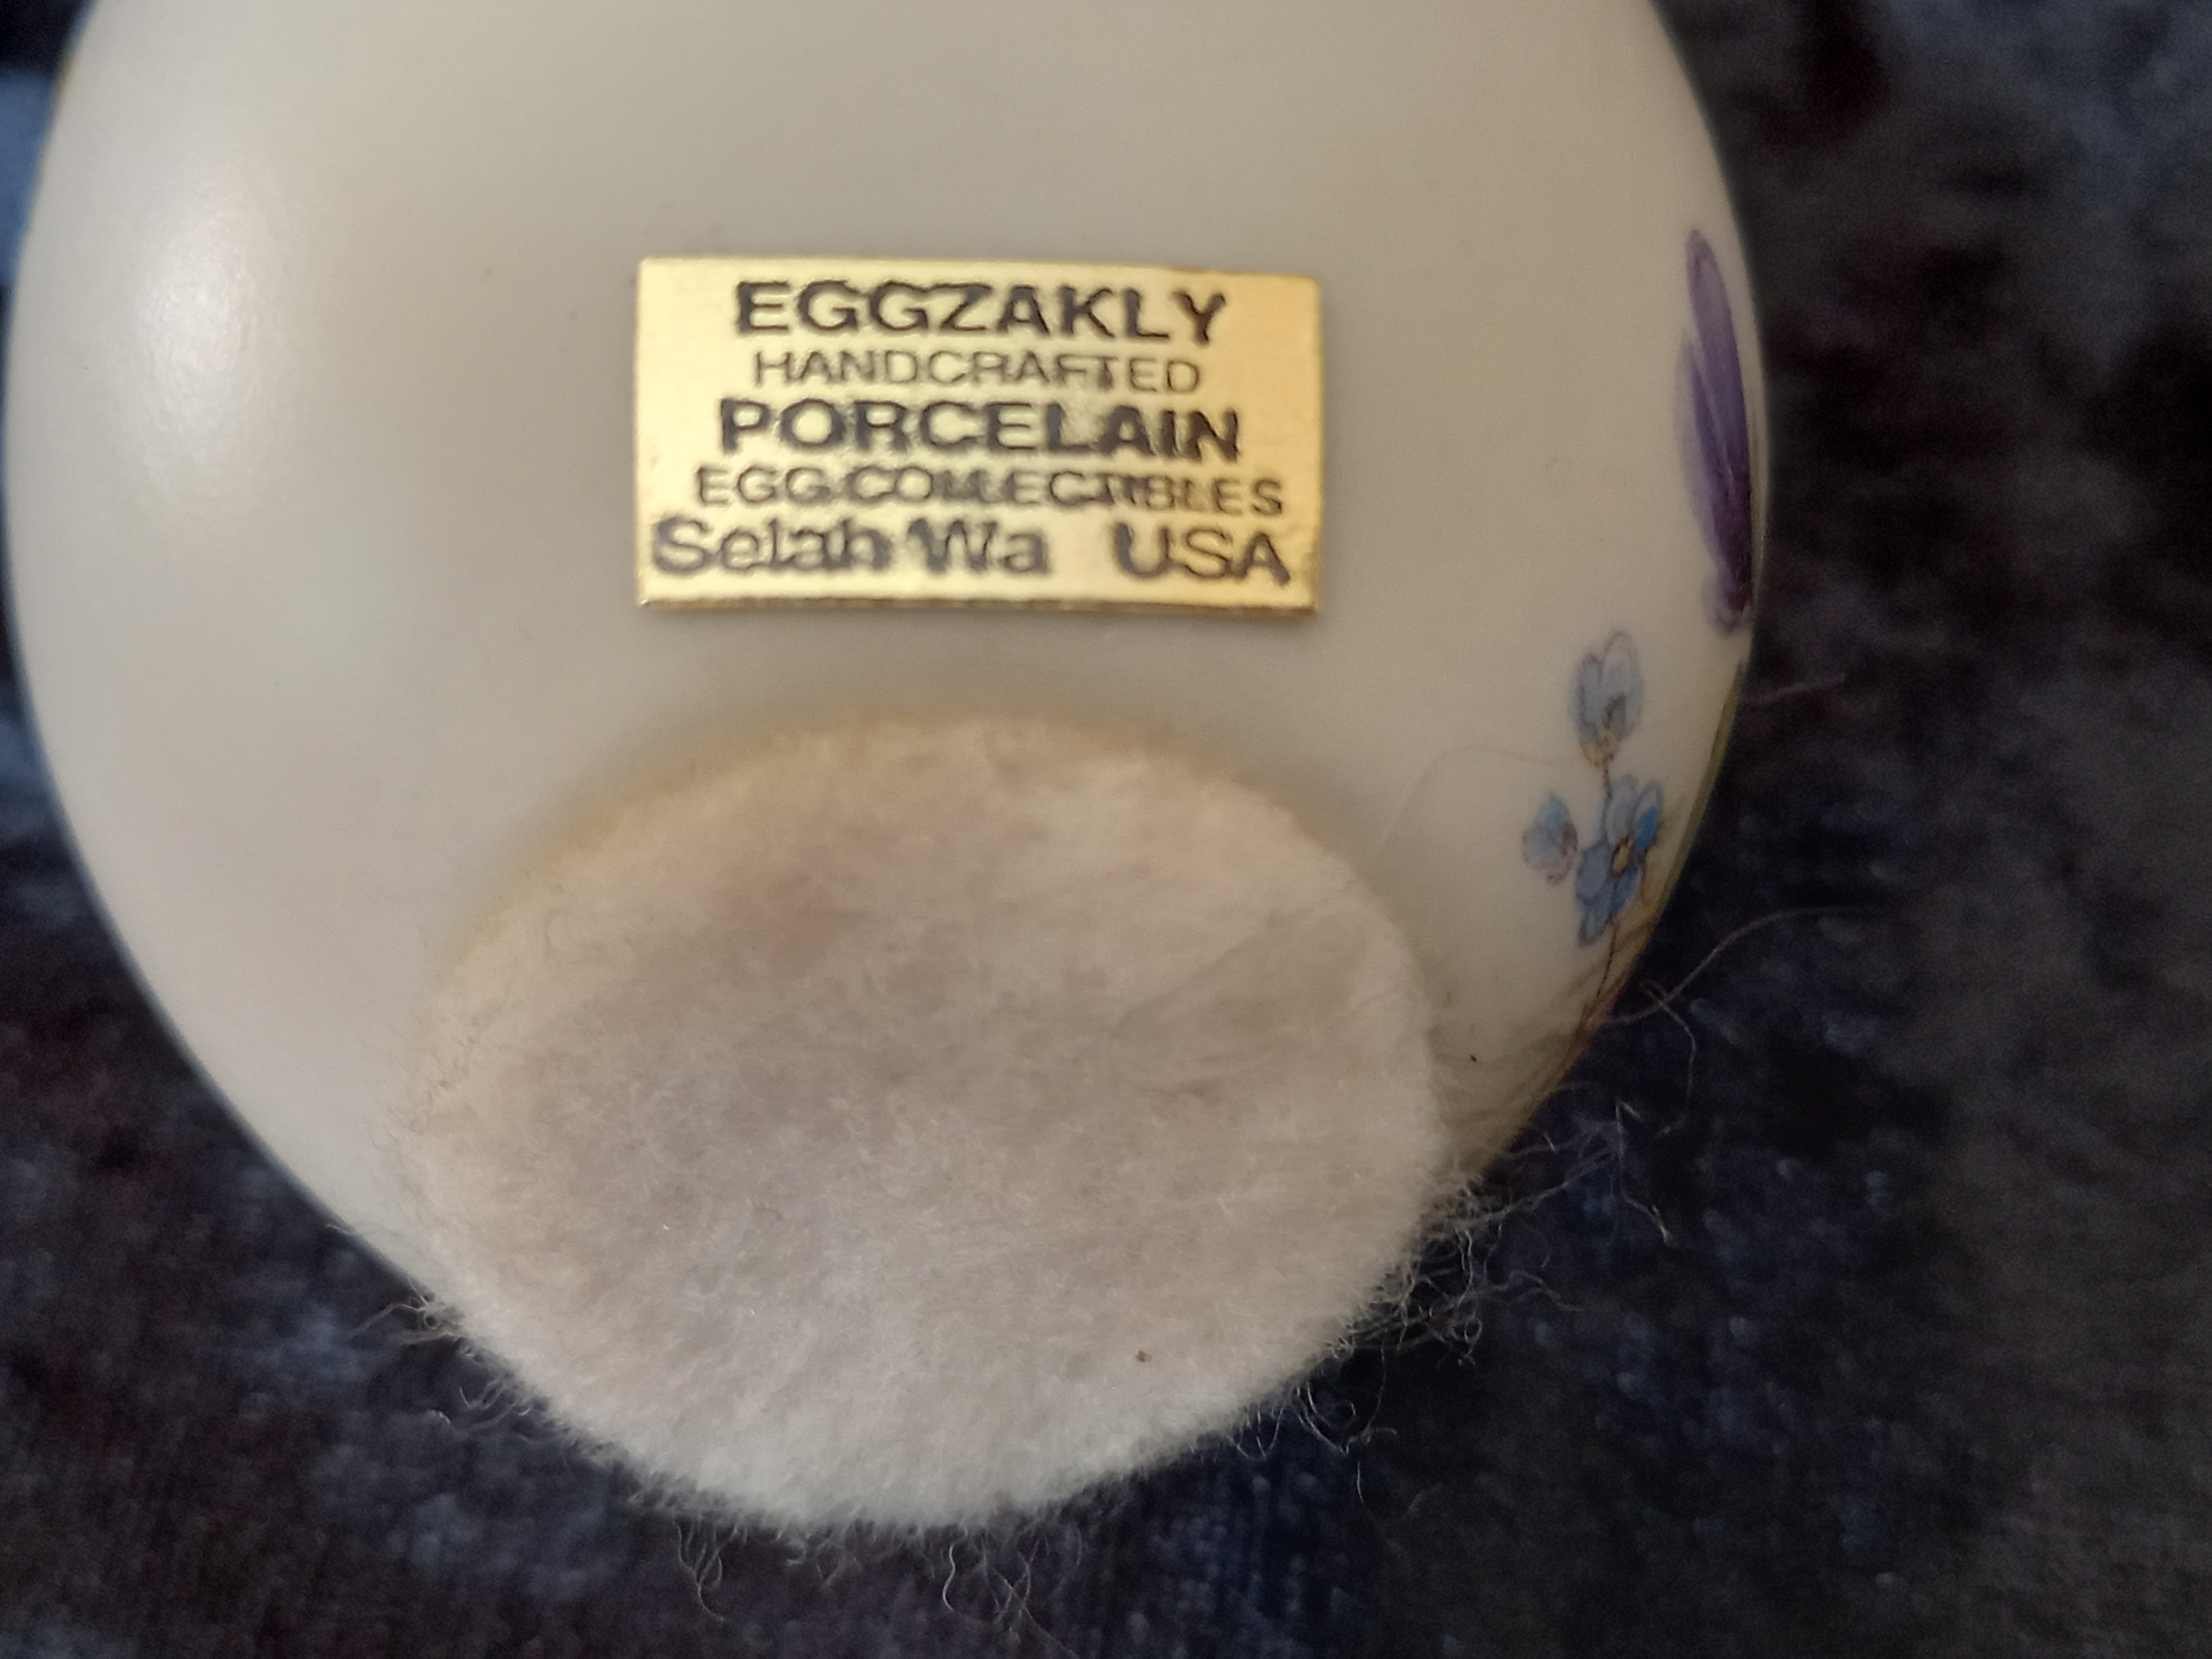 EGGZAKLY
HANDCRAFTED
PORCELAIN
EGG COLLECTIBLES
Selah Wa USA